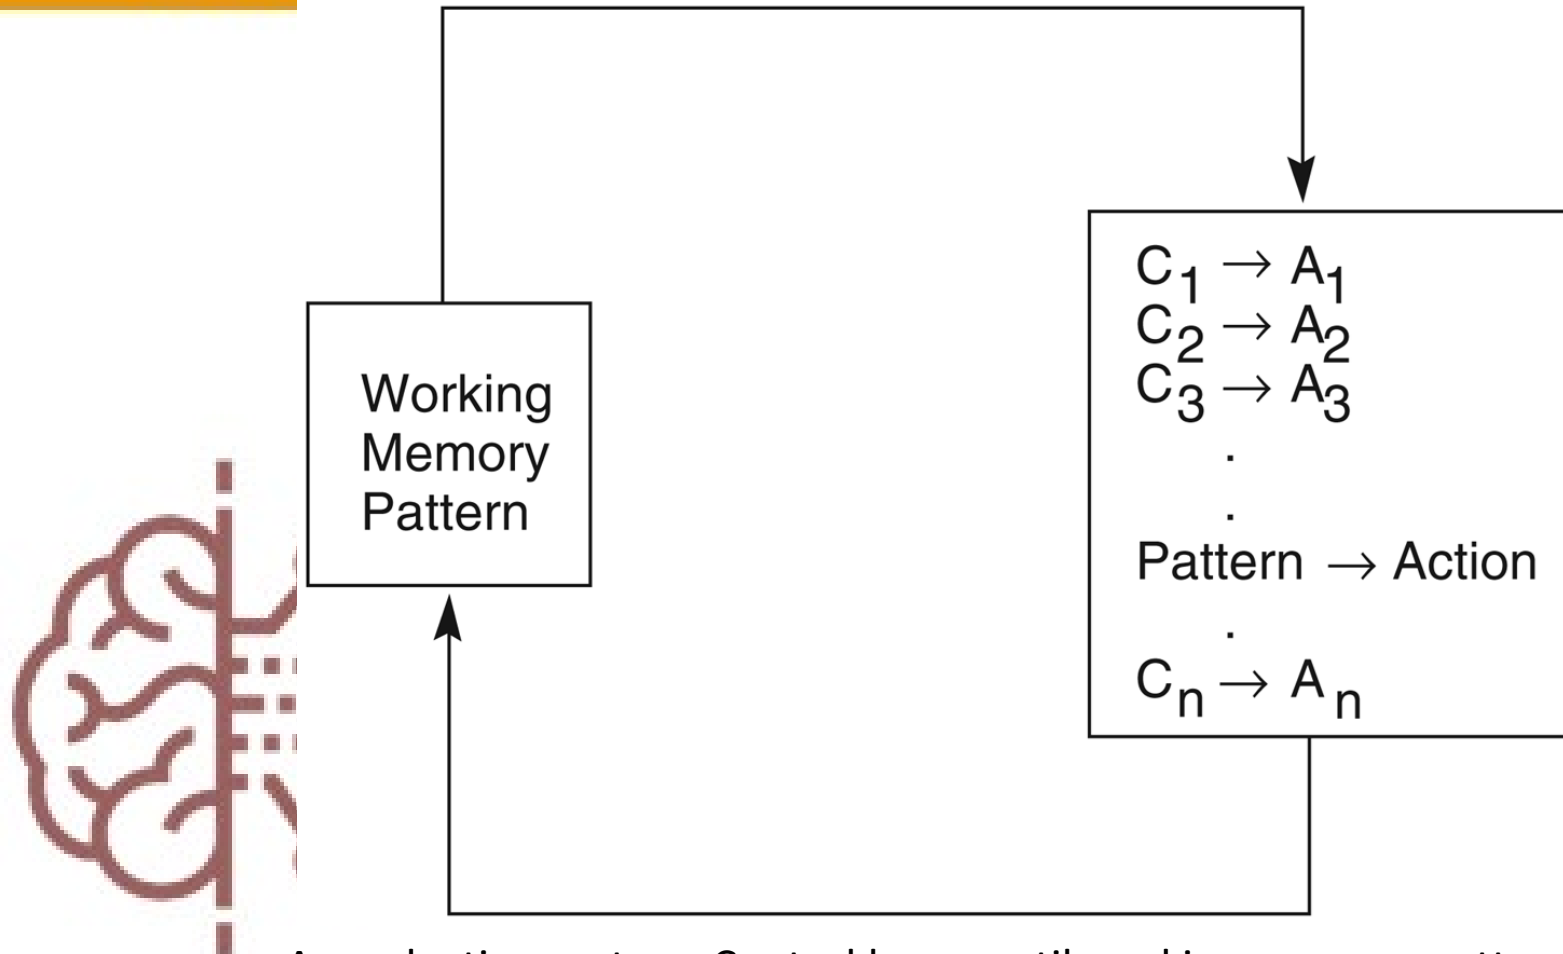 Working
Memory
Pattern
C₁ → A₁
C₂ → A₂
C₃ → A₃
.
.
Pattern → Action
.
Cₙ → Aₙ